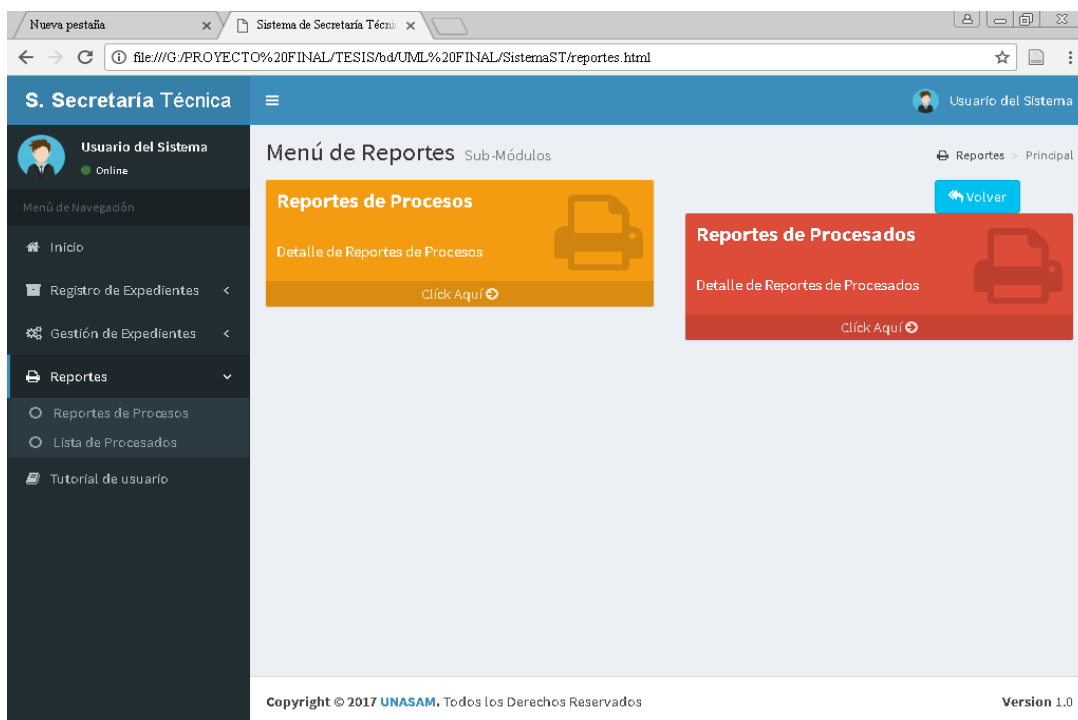 Nueva pestaña
Sistema de Secretaría Técni
file:///G:/PROYECTO%20FINAL/TESIS/bd/UML%20FINAL/SistemaST/reportes.html
S. Secretaría Técnica
Usuario del Sistema
Usuario del Sistema
Online
Menú de Navegación
Inicio
Registro de Expedientes
Gestión de Expedientes
Reportes
Reportes de Procesos
Lista de Procesados
Tutorial de usuario
Menú de Reportes Sub-Módulos
Reportes > Principal
Volver
Reportes de Procesos
Detalle de Reportes de Procesos
Click Aquí
Reportes de Procesados
Detalle de Reportes de Procesados
Click Aquí
Copyright © 2017 UNASAM. Todos los Derechos Reservados
Version 1.0